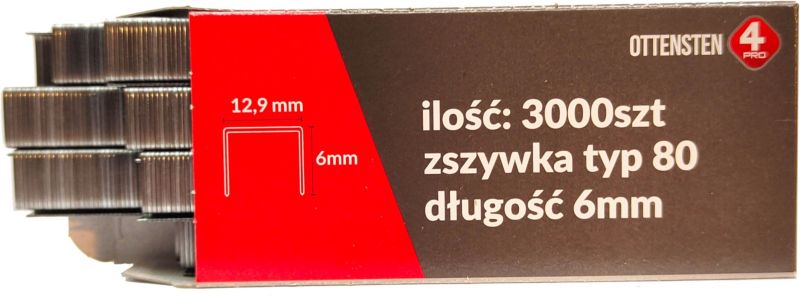 OTTENSTEN 4
PRO
12,9 mm
6mm
ilość: 3000szt
zszywka typ 80
długość 6mm